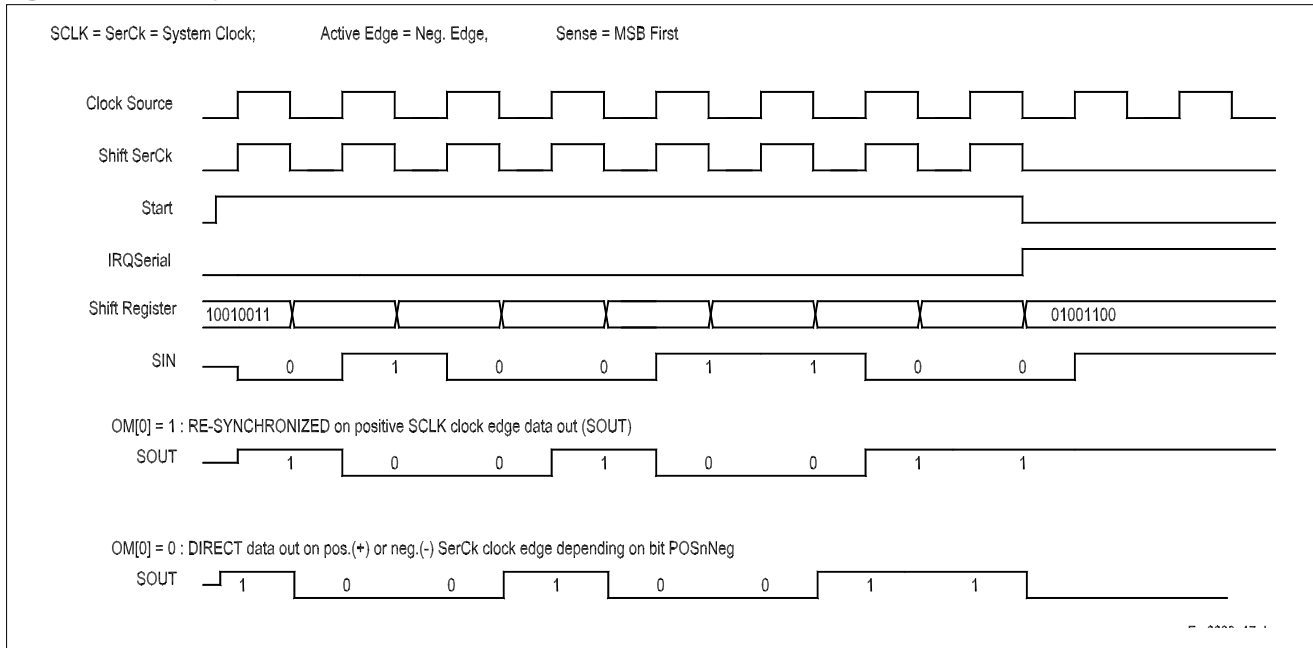 SCLK = SerCk = System Clock; Active Edge = Neg. Edge, Sense = MSB First
Clock Source
Shift SerCk
Start
IRQSerial
Shift Register 10010011 01001100
SIN 0 1 0 0 1 1 0 0
OM[0] = 1 : RE-SYNCHRONIZED on positive SCLK clock edge data out (SOUT)
SOUT 1 0 0 1 0 0 1 1
OM[0] = 0 : DIRECT data out on pos.(+) or neg.(-) SerCk clock edge depending on bit POSnNeg
SOUT 1 0 0 1 0 0 1 1